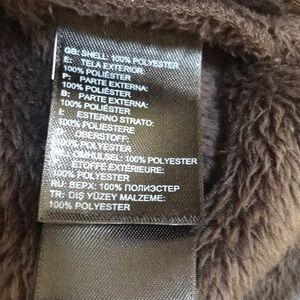 GB: SHELL: 100% POLYESTER
E: TELA EXTERIOR:
100% POLIÉSTER
P: PARTE EXTERNA:
100% POLIÉSTER
B: PARTE EXTERNA:
100% POLIÉSTER
I: ESTERNO STRATO:
100% POLIESTERE
D: OBERSTOFF:
100% POLYESTER
NL: OMHULSEL: 100% POLYESTER
F: ETOFFE EXTÉRIEURE:
100% POLYESTER
RU: ВЕРХ: 100% ПОЛИЭСТЕР
TR: DIŞ YÜZEY MALZEME:
100% POLYESTER